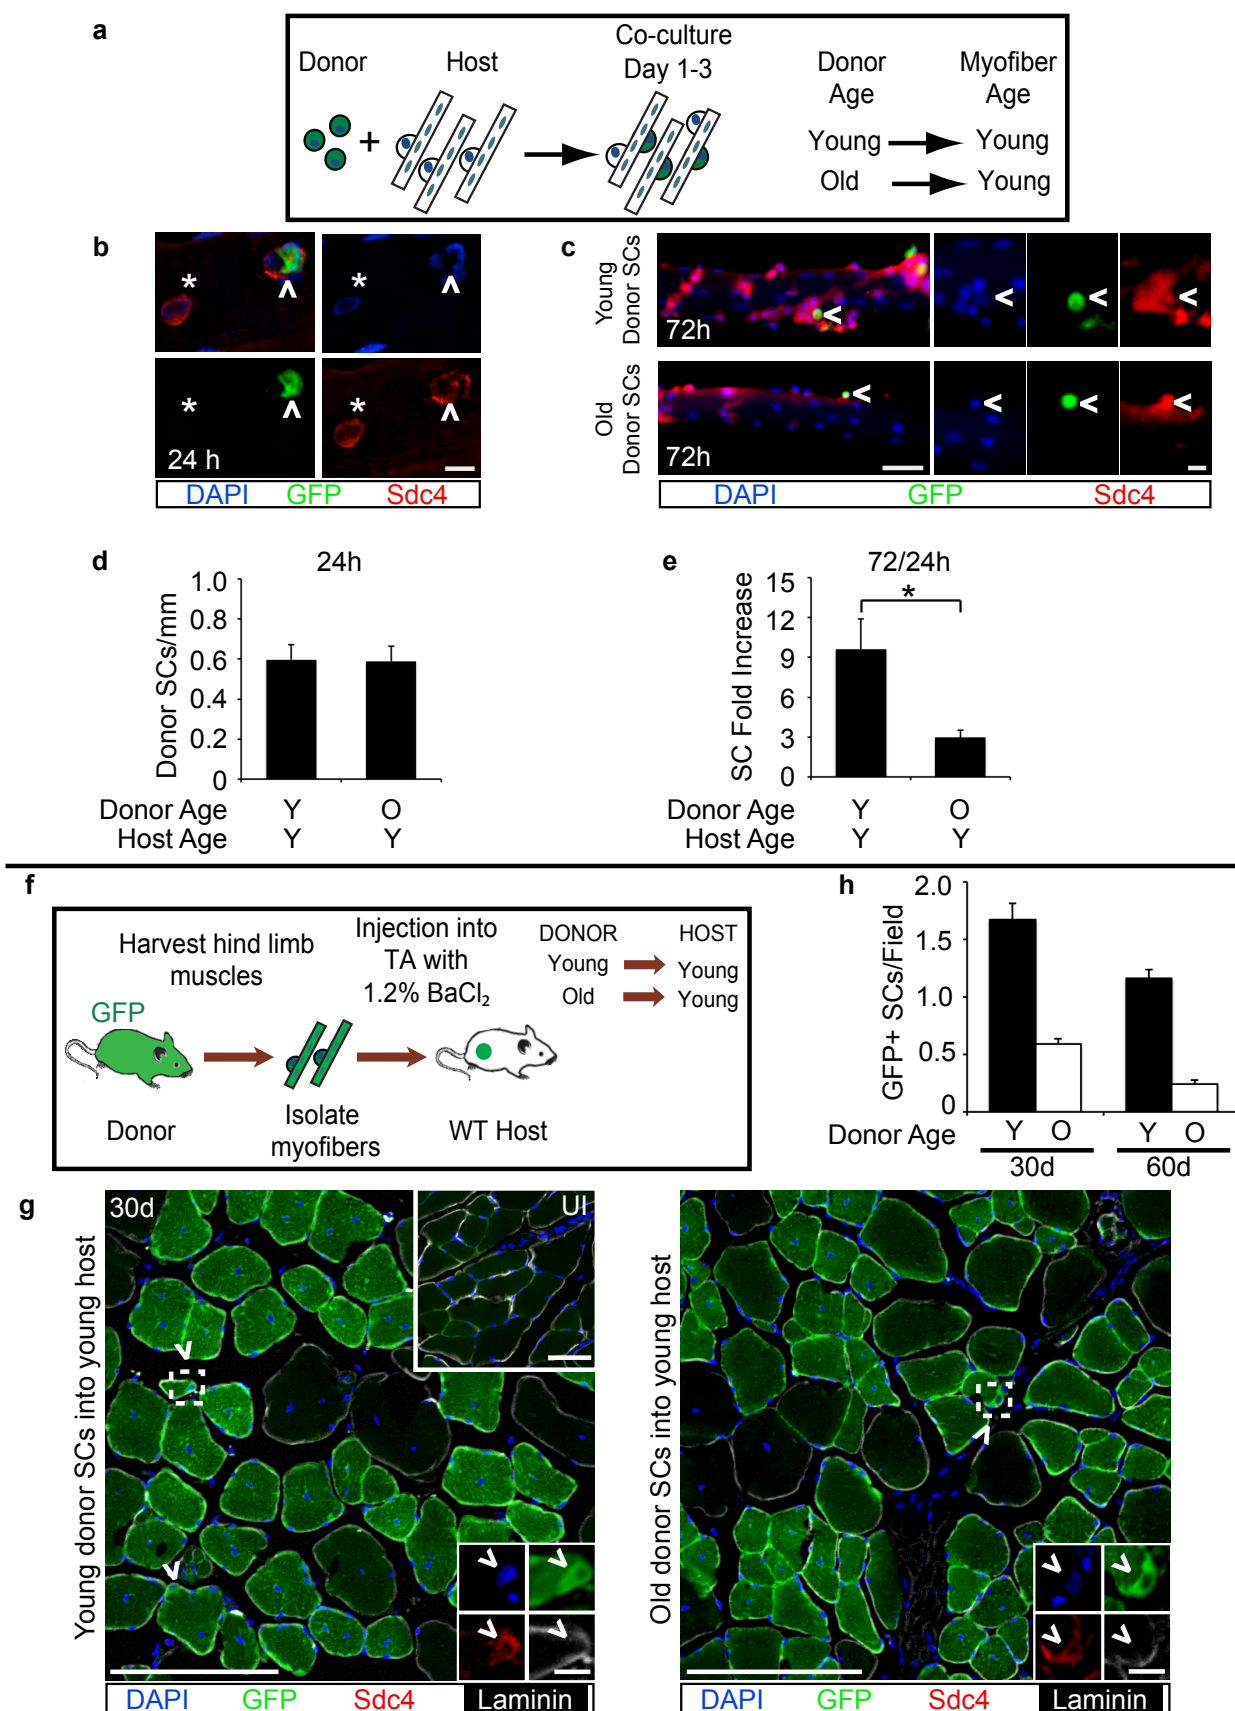 a
Donor
Host
Co-culture
Day 1-3
Donor
Age
Myofiber
Age
+
Young
Young
Old
Young
b
*
*
*
*
24 h
DAPI GFP Sdc4
c
Young
Donor SCs
72h
Old
Donor SCs
72h
DAPI GFP Sdc4
d
24h
Donor SCs/mm
1.0
0.8
0.6
0.4
0.2
0
Donor Age Y O
Host Age Y Y
e
72/24h
*
SC Fold Increase
15
12
9
6
3
0
Donor Age Y O
Host Age Y Y
f
Harvest hind limb
muscles
Injection into
TA with
1.2% BaCl₂
DONOR HOST
Young Young
Old Young
GFP
Donor
Isolate
myofibers
WT Host
h
GFP+ SCs/Field
2.0
1.5
1.0
0.5
0
Donor Age Y O Y O
30d 60d
g
Young donor SCs into young host
30d
UI
DAPI GFP Sdc4 Laminin
Old donor SCs into young host
DAPI GFP Sdc4 Laminin